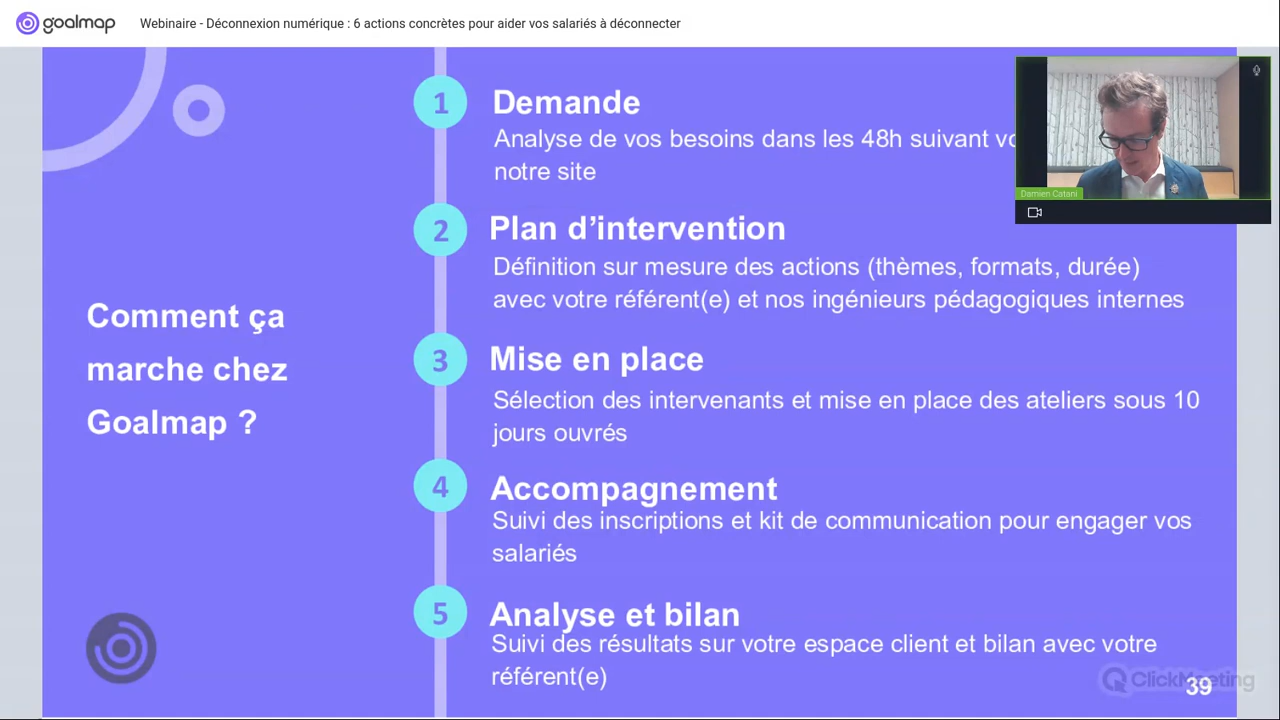 goalmap
Webinaire - Déconnexion numérique : 6 actions concrètes pour aider vos salariés à déconnecter
Comment ça
marche chez
Goalmap ?
1
Demande
Analyse de vos besoins dans les 48h suivant
notre site
2
Plan d’intervention
Définition sur mesure des actions (thèmes, formats, durée)
avec votre référent(e) et nos ingénieurs pédagogiques internes
3
Mise en place
Sélection des intervenants et mise en place des ateliers sous 10
jours ouvrés
4
Accompagnement
Suivi des inscriptions et kit de communication pour engager vos
salariés
5
Analyse et bilan
Suivi des résultats sur votre espace client et bilan avec votre
référent(e)
Damien Catani
ClickMeeting
39